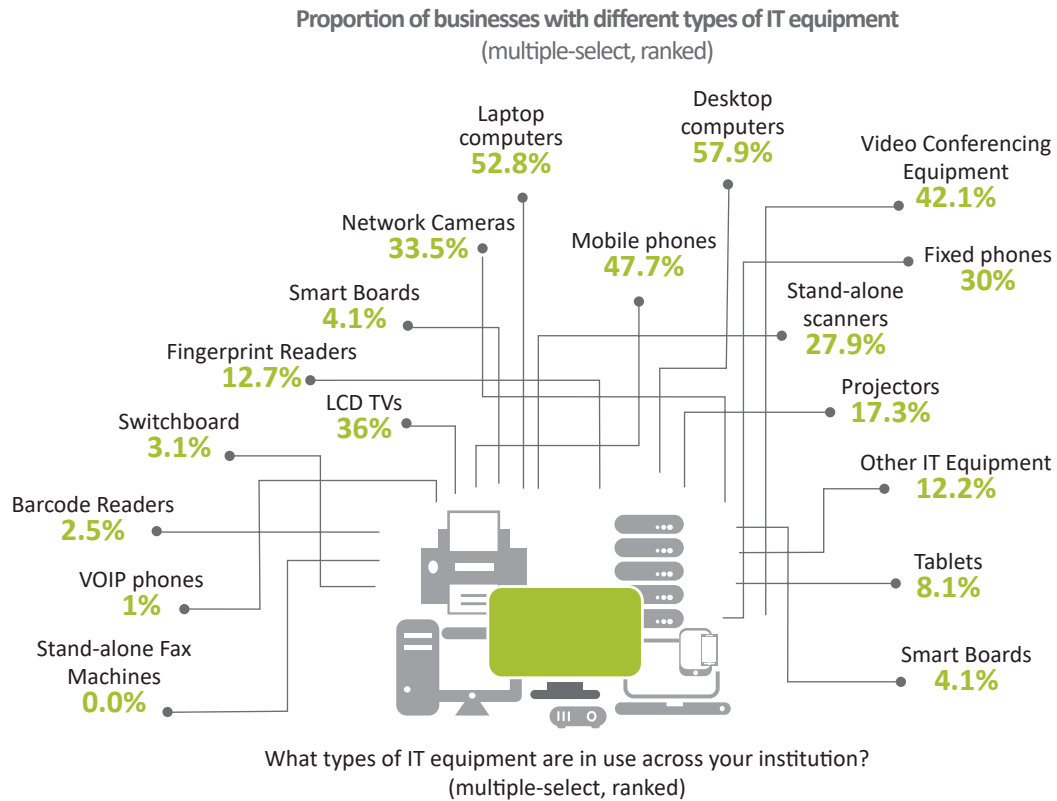 Proportion of businesses with different types of IT equipment
(multiple-select, ranked)
Laptop
computers
52.8%
Desktop
computers
57.9%
Video Conferencing
Equipment
42.1%
Network Cameras
33.5%
Mobile phones
47.7%
Fixed phones
30%
Smart Boards
4.1%
Stand-alone
scanners
27.9%
Fingerprint Readers
12.7%
LCD TVs
36%
Projectors
17.3%
Switchboard
3.1%
Other IT Equipment
12.2%
Barcode Readers
2.5%
VOIP phones
1%
Tablets
8.1%
Stand-alone Fax
Machines
0.0%
Smart Boards
4.1%
What types of IT equipment are in use across your institution?
(multiple-select, ranked)